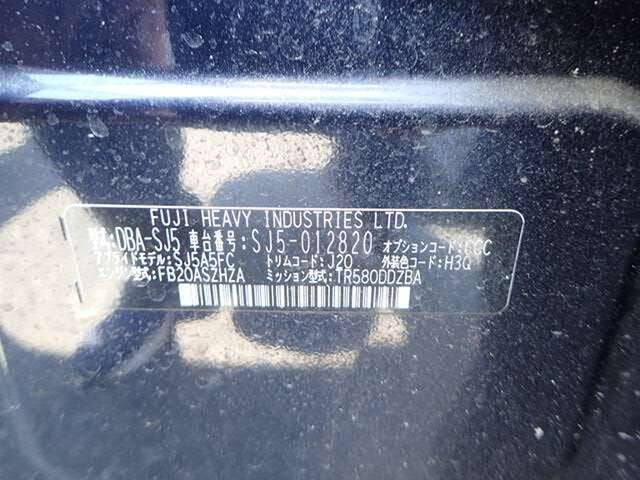 FUJI HEAVY INDUSTRIES LTD.
型式:DBA-SJ5 車台番号:SJ5-012820 オプションコード:EGC
アプライドモデル:SJ5A5FC トリムコード:J20 外装色コード:H3Q
エンジン型式:FB20ASZHZA ミッション型式:TR580DDZBA